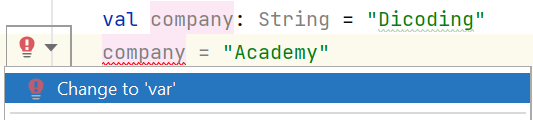 val company: String = "Dicoding"
company = "Academy"
Change to 'var'